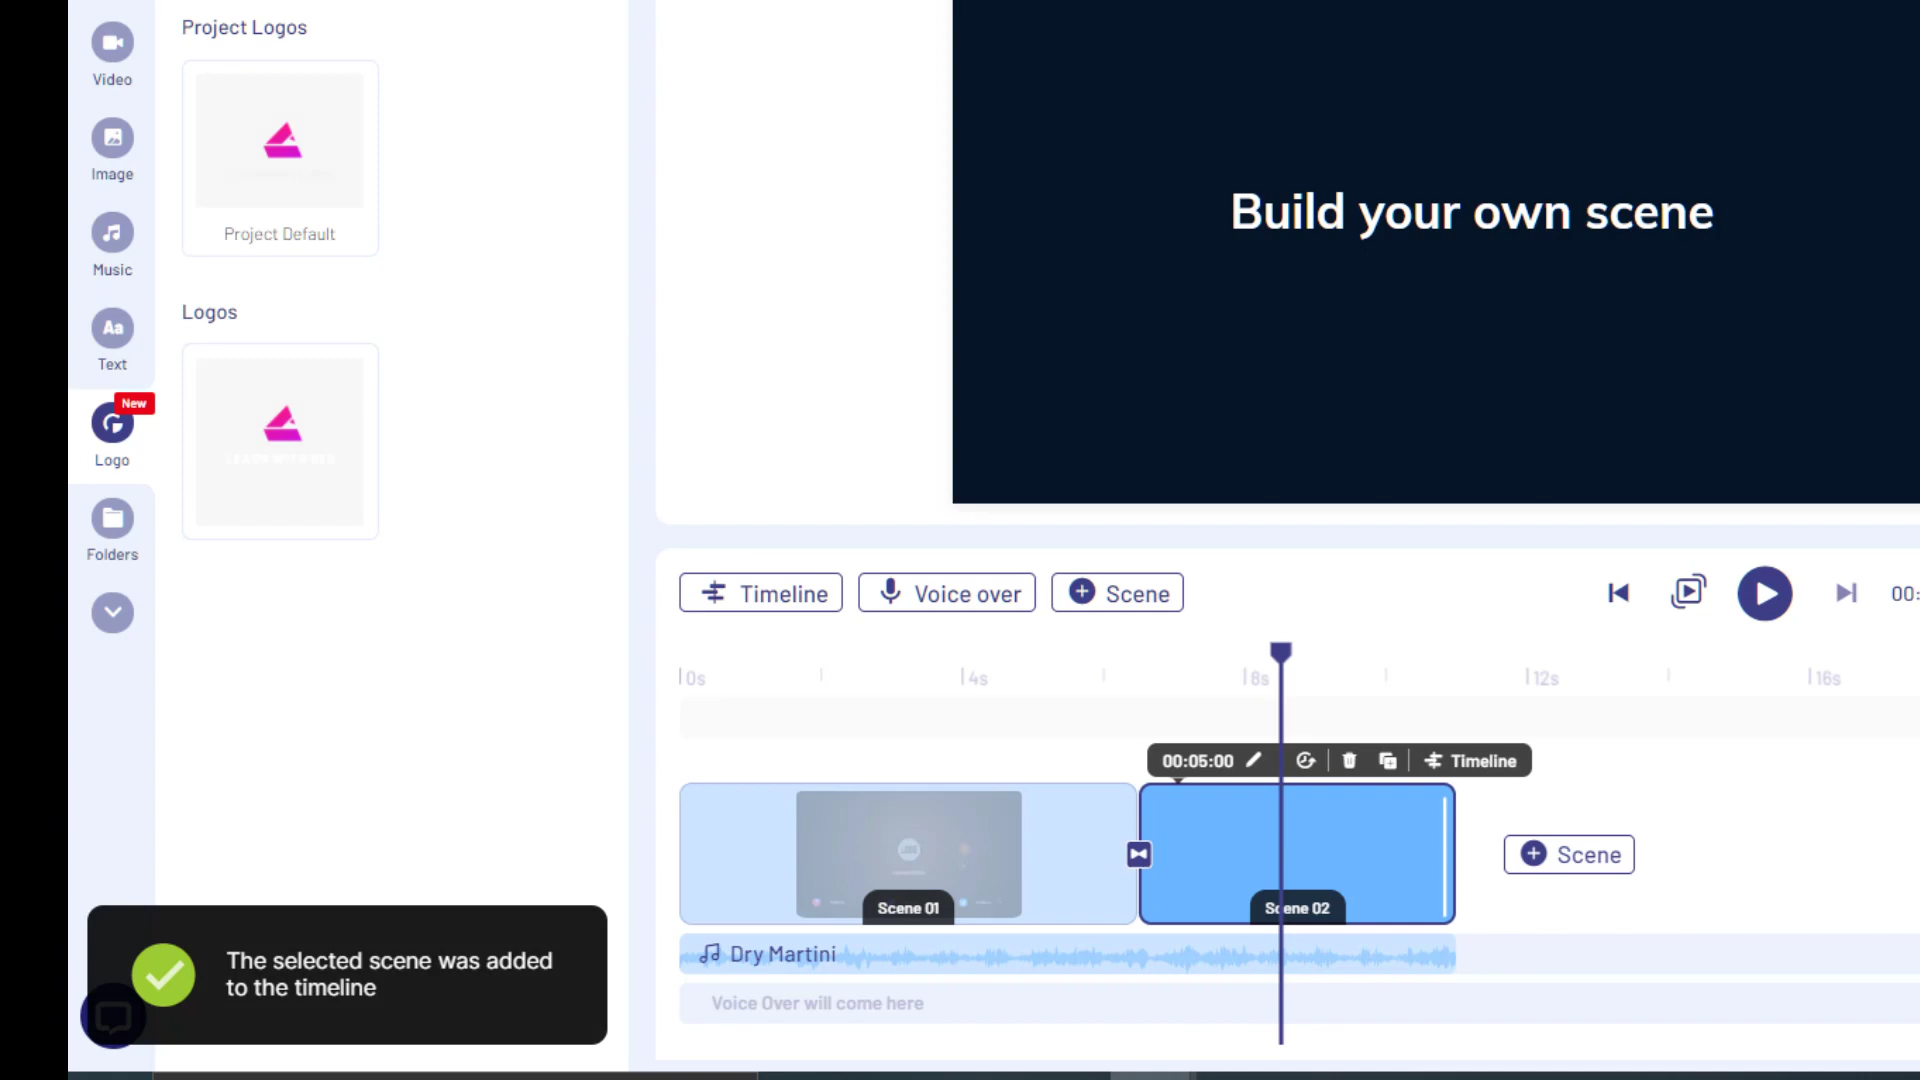 Project Logos
Video
Image
Project Default
Music
Logos
Aa
Text
New
Logo
Folders
Build your own scene
Timeline
Voice over
Scene
00:
0s
4s
8s
12s
16s
00:05:00
Timeline
Scene
Scene 01
Scene 02
Dry Martini
Voice Over will come here
The selected scene was added
to the timeline